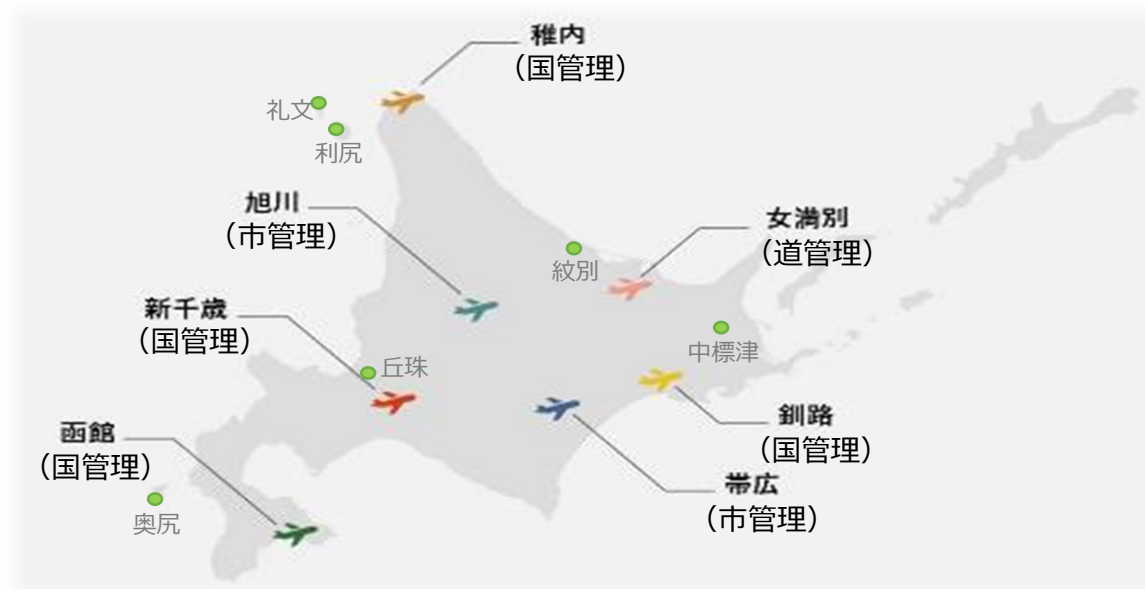 稚内
（国管理）
礼文
利尻
旭川
（市管理）
女満別
（道管理）
紋別
新千歳
（国管理）
中標津
丘珠
釧路
（国管理）
函館
（国管理）
帯広
（市管理）
奥尻